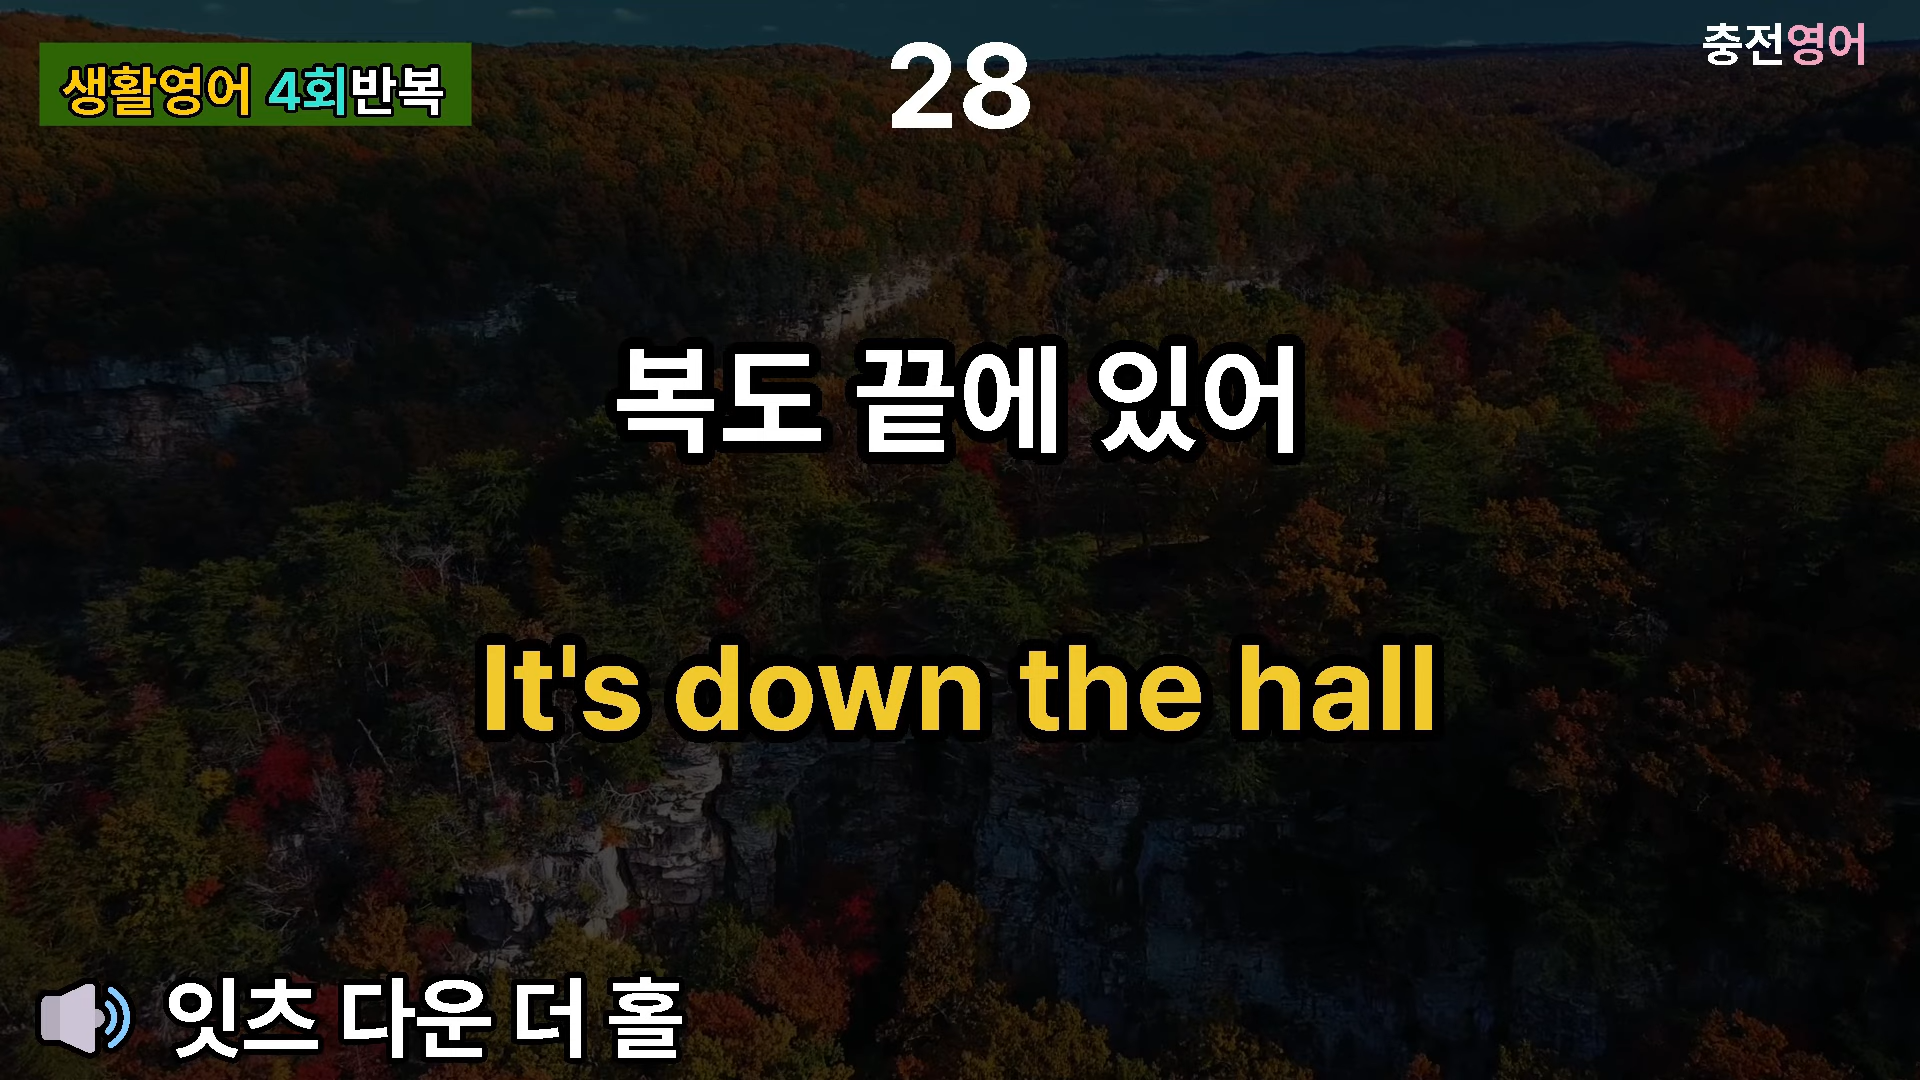 생활영어 4회반복
28
충전영어
복도 끝에 있어
It's down the hall
잇츠 다운 더 홀